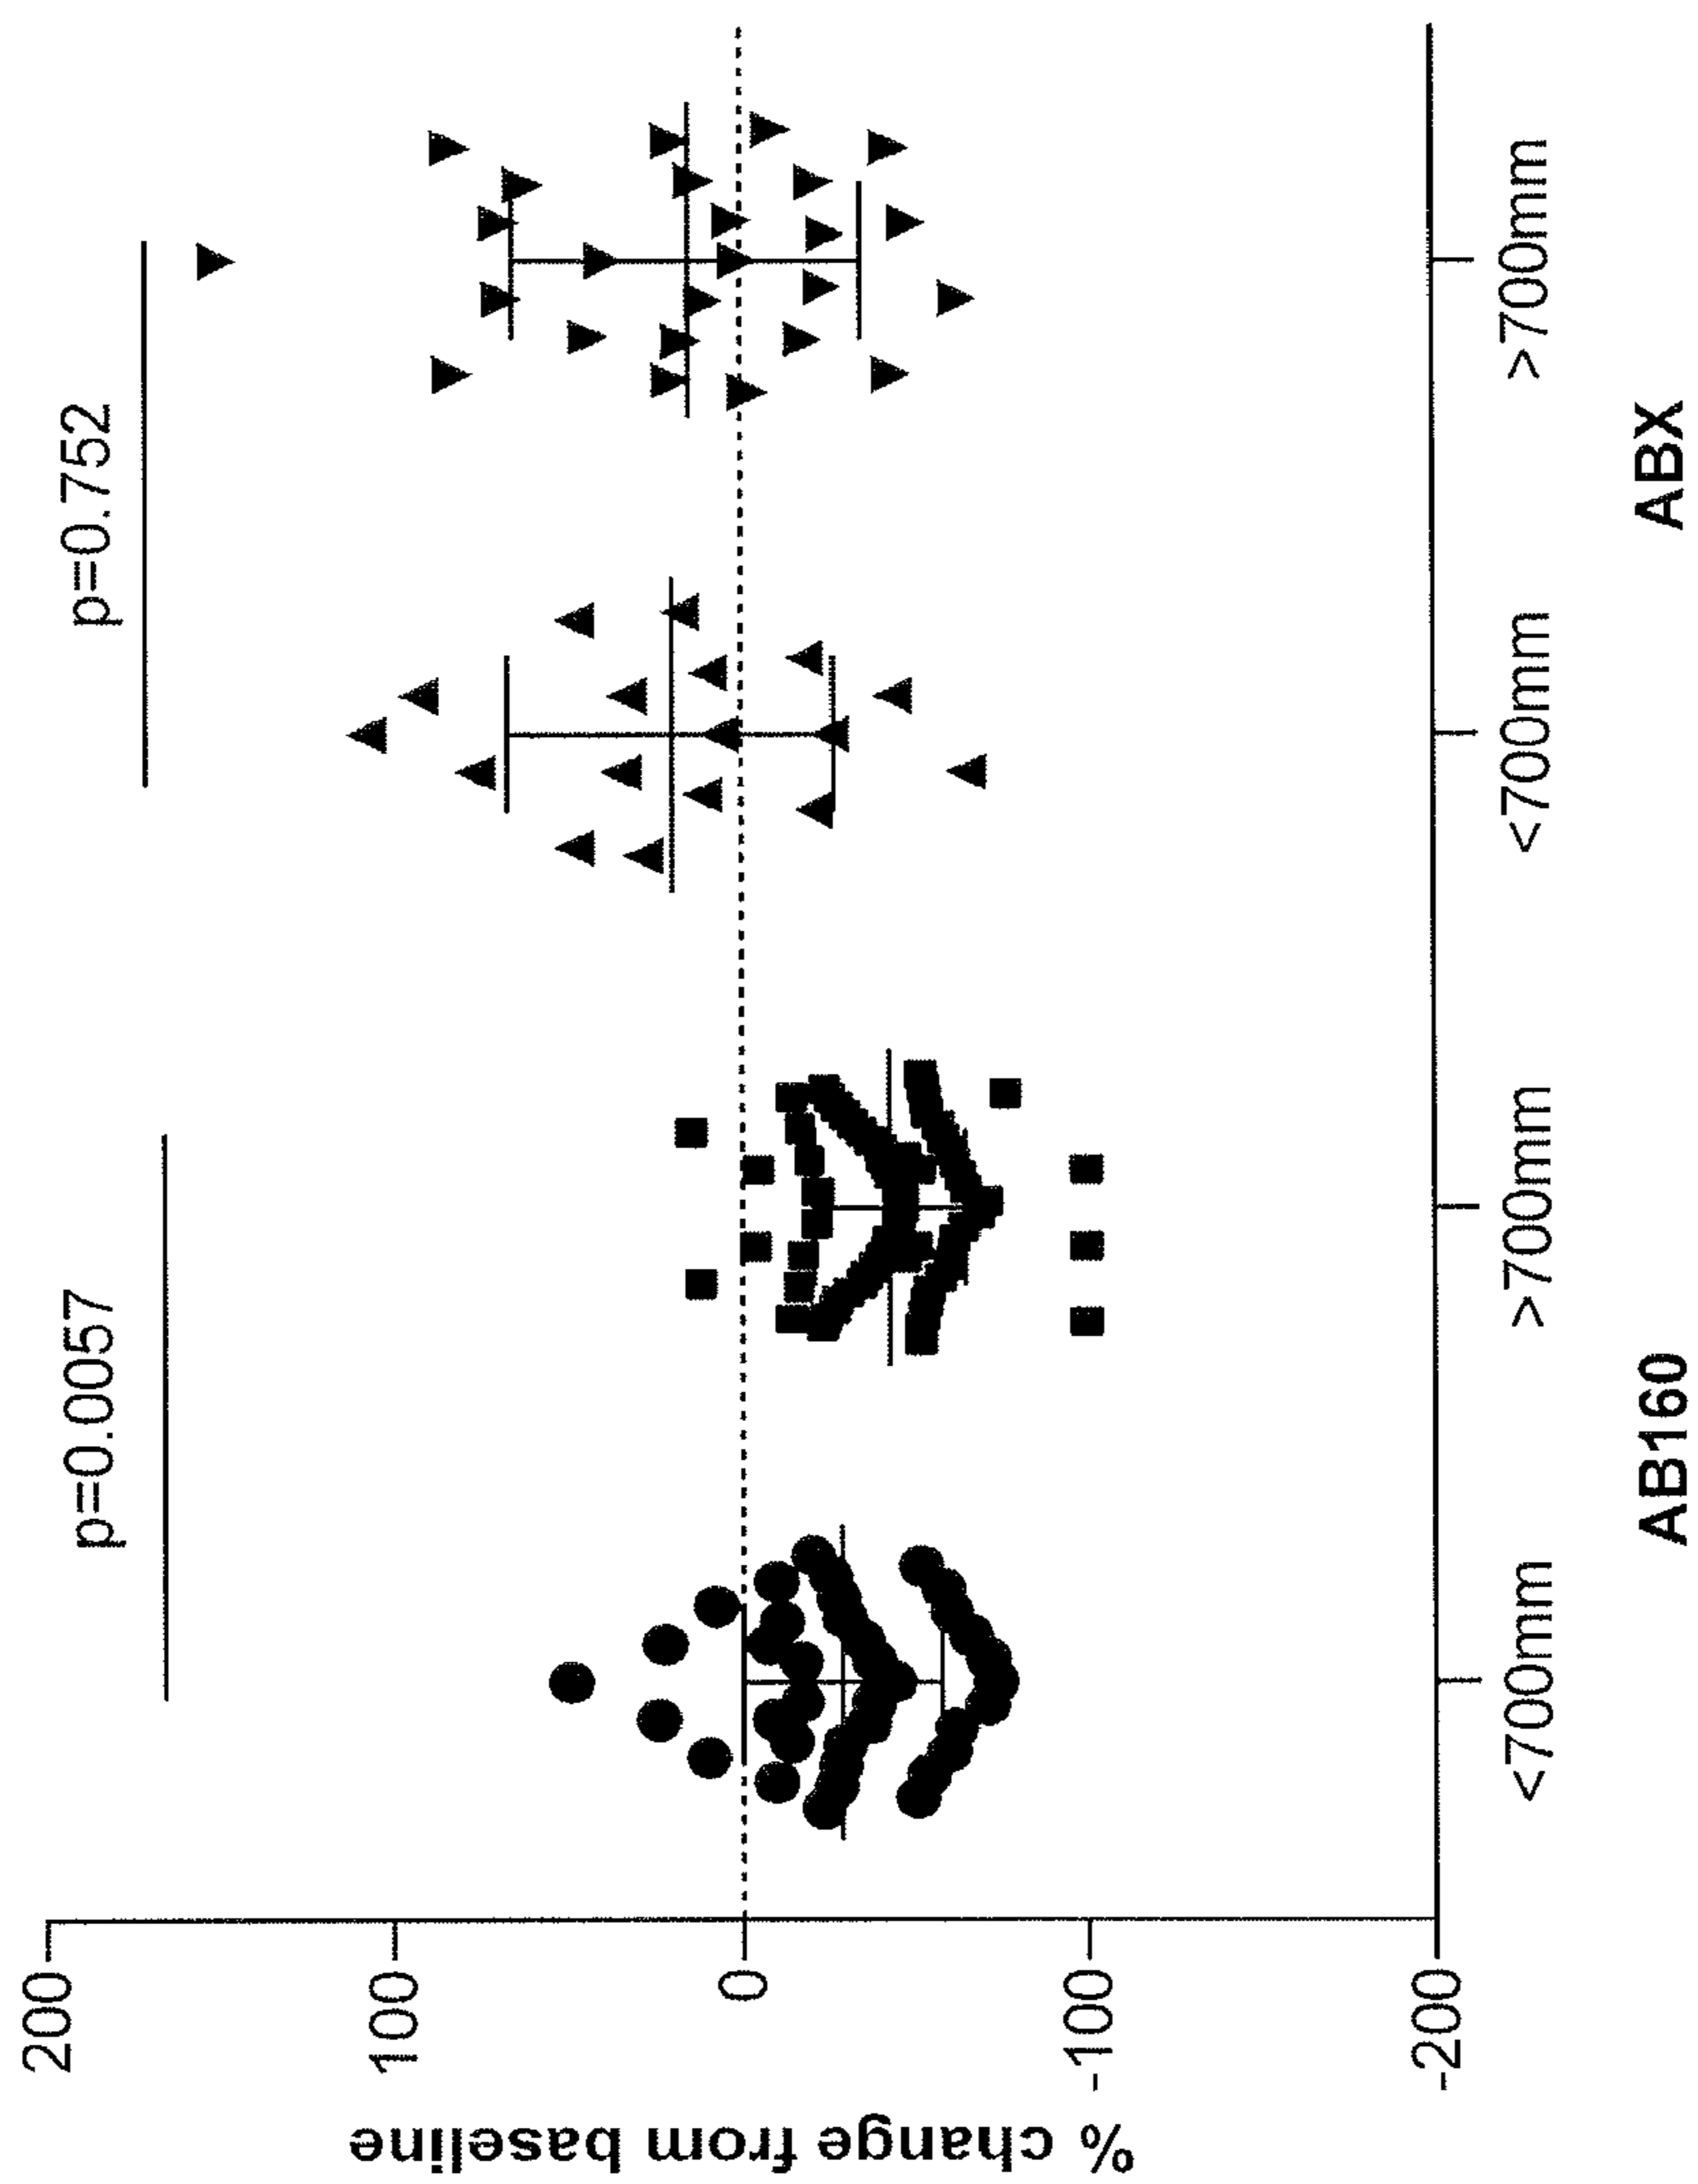 p=0.0057
p=0.752
200
100
0
-100
-200
% change from baseline
<700mm
>700mm
<700mm
>700mm
AB160
ABX